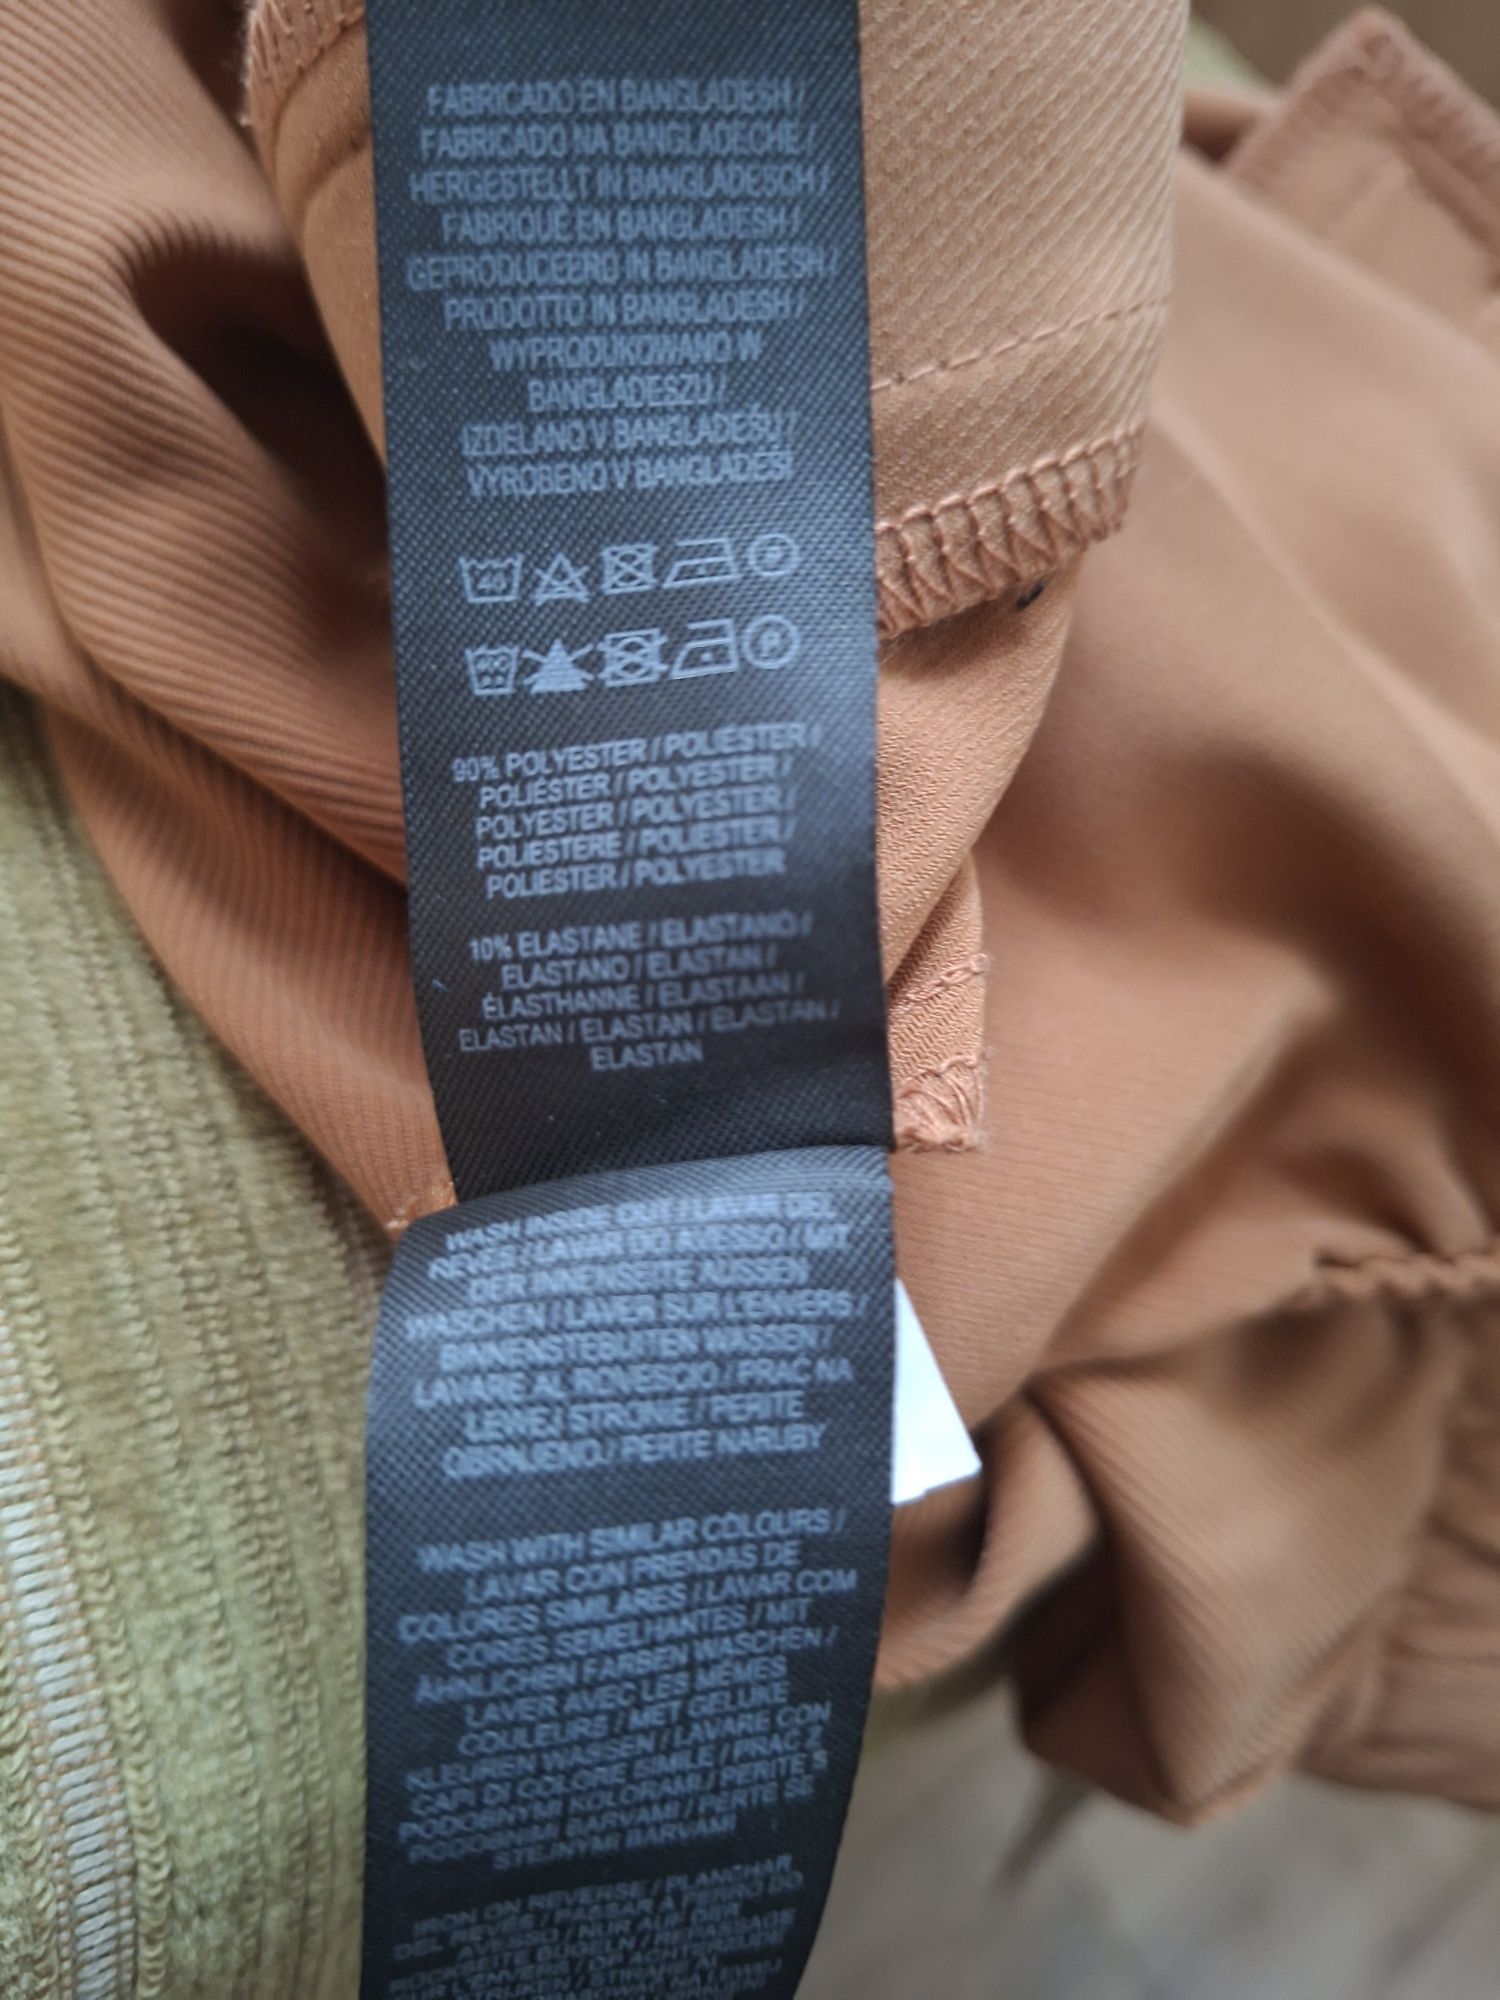 FABRICADO EN BANGLADESH /
FABRICADO NA BANGLADECHE /
HERGESTELLT IN BANGLADESCH /
FABRIQUÉ EN BANGLADESH /
GEPRODUCEERD IN BANGLADESH /
PRODOTTO IN BANGLADESH /
WYPRODUKOWANO W
BANGLADESZU /
IZDELANO V BANGLADEŠU /
VYROBENO V BANGLADÉŠI
40 P
P
90% POLYESTER / POLIÉSTER /
POLIÉSTER / POLYESTER /
POLYESTER / POLYESTER /
POLIESTERE / POLIESTER /
POLIESTER / POLYESTER
10% ELASTANE / ELASTANO /
ELASTANO / ELASTAN /
ÉLASTHANNE / ELASTAAN /
ELASTAN / ELASTAN / ELASTAN /
ELASTAN
WASH INSIDE OUT / LAVAR DEL
REVÉS / LAVAR DO AVESSO / MIT
DER INNENSEITE AUSSEN
WASCHEN / LAVER SUR L'ENVERS /
BINNENSTEBUITEN WASSEN /
LAVARE AL ROVESCIO / PRAĆ NA
LEWEJ STRONIE / PERITE
OBRNJENO / PERTE NARUBY
WASH WITH SIMILAR COLOURS /
LAVAR CON PRENDAS DE
COLORES SIMILARES / LAVAR COM
CORES SEMELHANTES / MIT
ÄHNLICHEN FARBEN WASCHEN /
LAVER AVEC LES MÊMES
COULEURS / MET GELIJKE
KLEUREN WASSEN / LAVARE CON
CAPI DI COLORE SIMILE / PRAĆ Z
PODOBNYMI KOLORAMI / PERITE S
PODOBNIMI BARVAMI / PERTE SE
STEJNÝMI BARVAMI
IRON ON REVERSE / PLANCHAR
DEL REVÉS / PASSAR A FERRO DO
AVESSO / NUR AUF DER